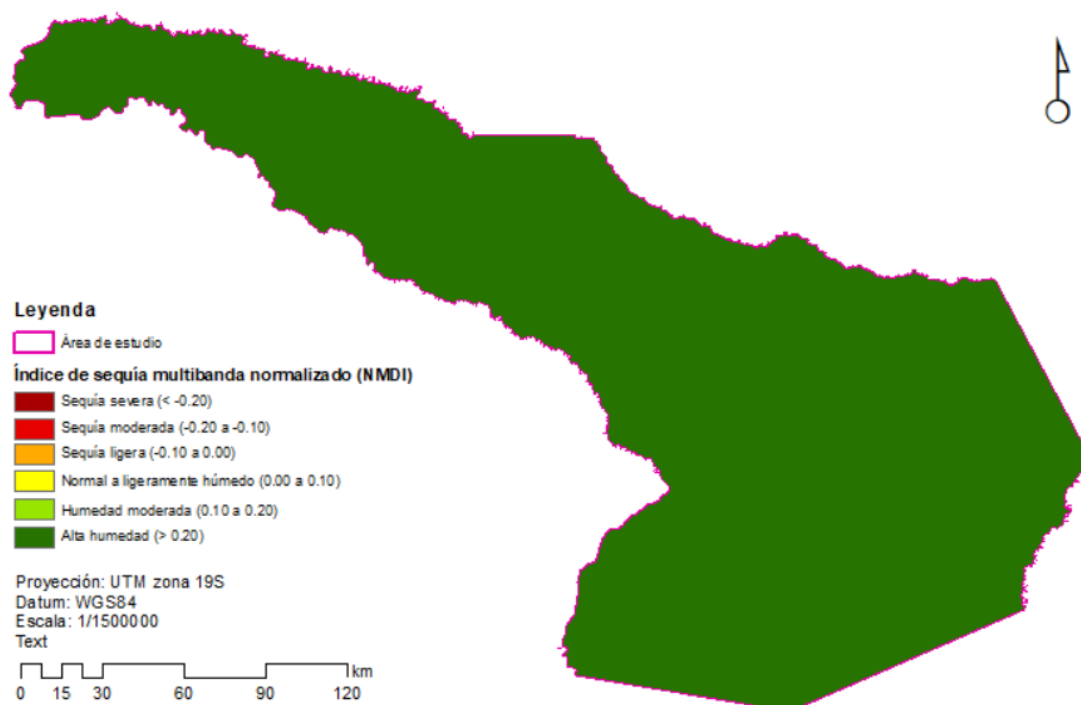 Leyenda
Área de estudio
Índice de sequía multibanda normalizado (NMDI)
Sequía severa (< -0.20)
Sequía moderada (-0.20 a -0.10)
Sequía ligera (-0.10 a 0.00)
Normal a ligeramente húmedo (0.00 a 0.10)
Humedad moderada (0.10 a 0.20)
Alta humedad (> 0.20)
Proyección: UTM zona 19S
Datum: WGS84
Escala: 1/1500000
Text
km
0 15 30 60 90 120